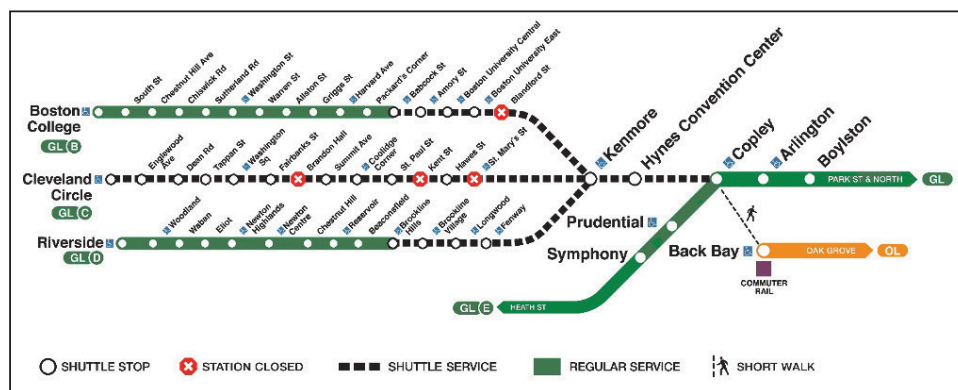 South St
Chestnut Hill Ave
Chiswick Rd
Sutherland Rd
Washington St
Warren St
Allston St
Griggs St
Harvard Ave
Packard's Corner
Babcock St
Amory St
Boston University Central
Boston University East
Blandford St
Boston
College
GL B
Englewood
Ave
Dean Rd
Tappan St
Washington
Sq
Fairbanks St
Brandon Hall
Summit Ave
Coolidge
Corner
St. Paul St
Kent St
Hawes St
St. Mary's St
Cleveland
Circle
GL C
Woodland
Waban
Eliot
Newton
Highlands
Newton
Centre
Chestnut Hill
Reservoir
Beaconsfield
Brookline
Hills
Brookline
Village
Longwood
Fenway
Riverside
GL D
Kenmore
Hynes Convention Center
Copley
Arlington
Boylston
PARK ST & NORTH
GL
Prudential
Symphony
Back Bay
OAK GROVE
OL
COMMUTER
RAIL
GL E
HEATH ST
SHUTTLE STOP
STATION CLOSED
SHUTTLE SERVICE
REGULAR SERVICE
SHORT WALK